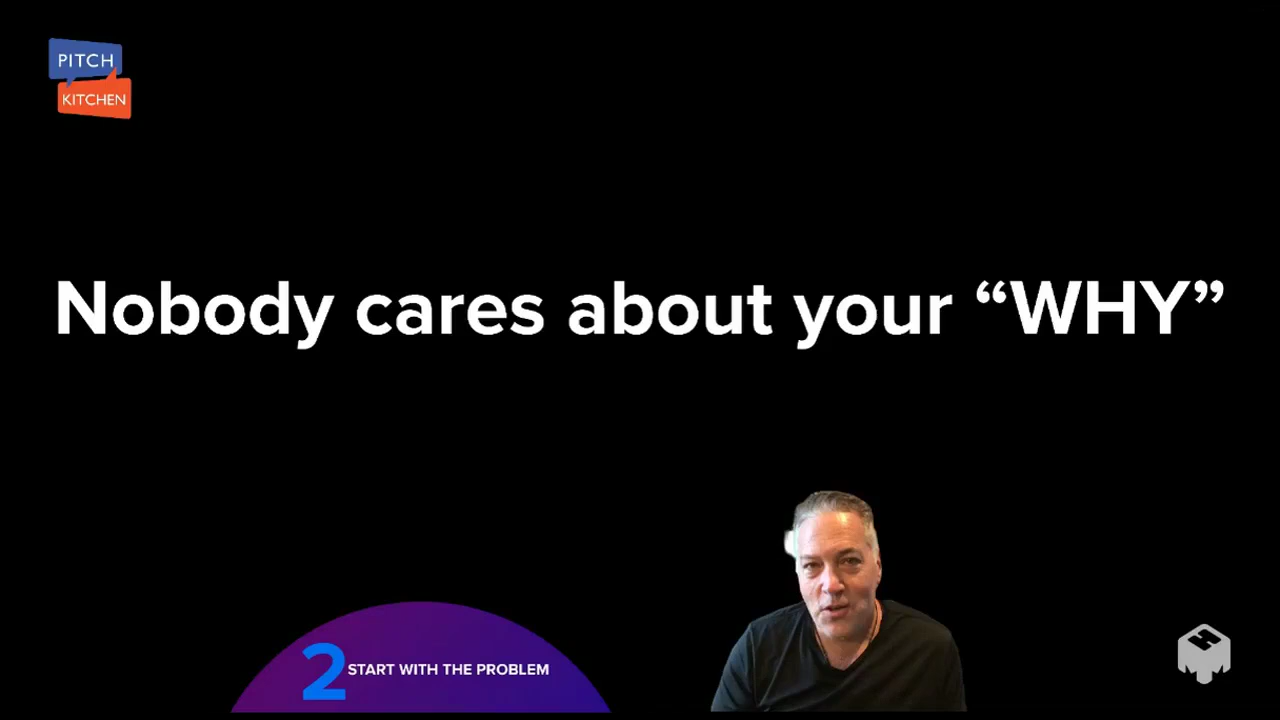 PITCH
KITCHEN
Nobody cares about your “WHY”
2 START WITH THE PROBLEM